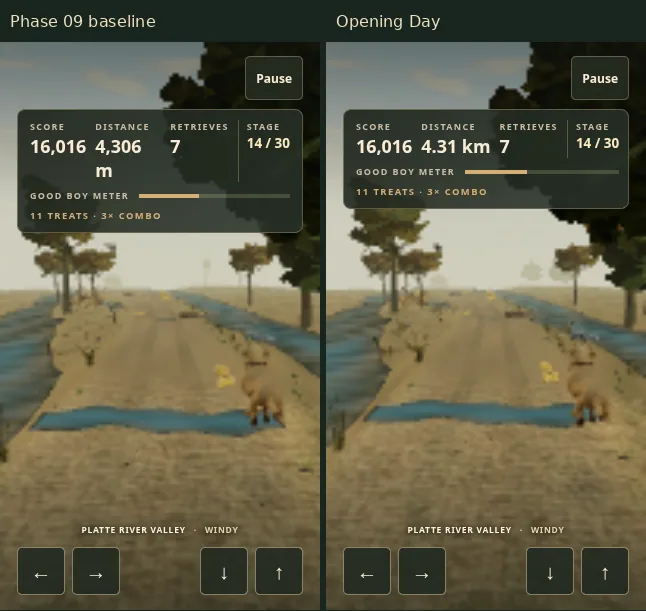 Phase 09 baseline
Pause
SCORE DISTANCE RETRIEVES STAGE
16,016 4,306 m 7 14 / 30
GOOD BOY METER
11 TREATS · 3× COMBO
PLATTE RIVER VALLEY · WINDY
← → ↓ ↑
Opening Day
Pause
SCORE DISTANCE RETRIEVES STAGE
16,016 4.31 km 7 14 / 30
GOOD BOY METER
11 TREATS · 3× COMBO
PLATTE RIVER VALLEY · WINDY
← → ↓ ↑